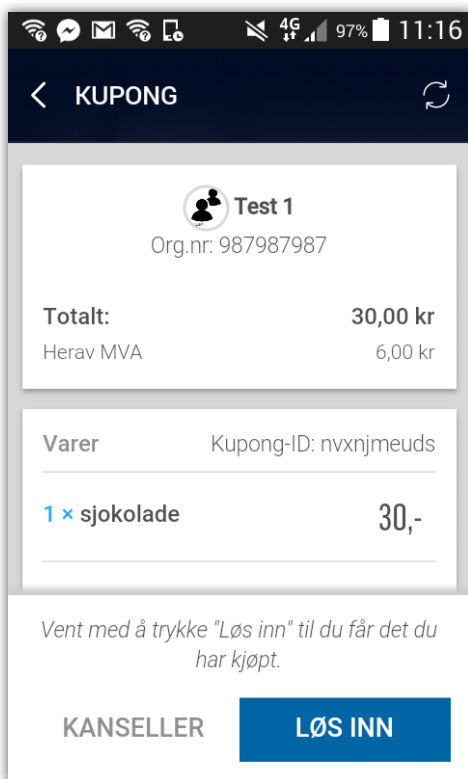 4G 97% 11:16
KUPONG
Test 1
Org.nr: 987987987
Totalt: 30,00 kr
Herav MVA 6,00 kr
Varer Kupong-ID: nvxnjmeuds
1 × sjokolade 30,-
Vent med å trykke "Løs inn" til du får det du
har kjøpt.
KANSELLER LØS INN